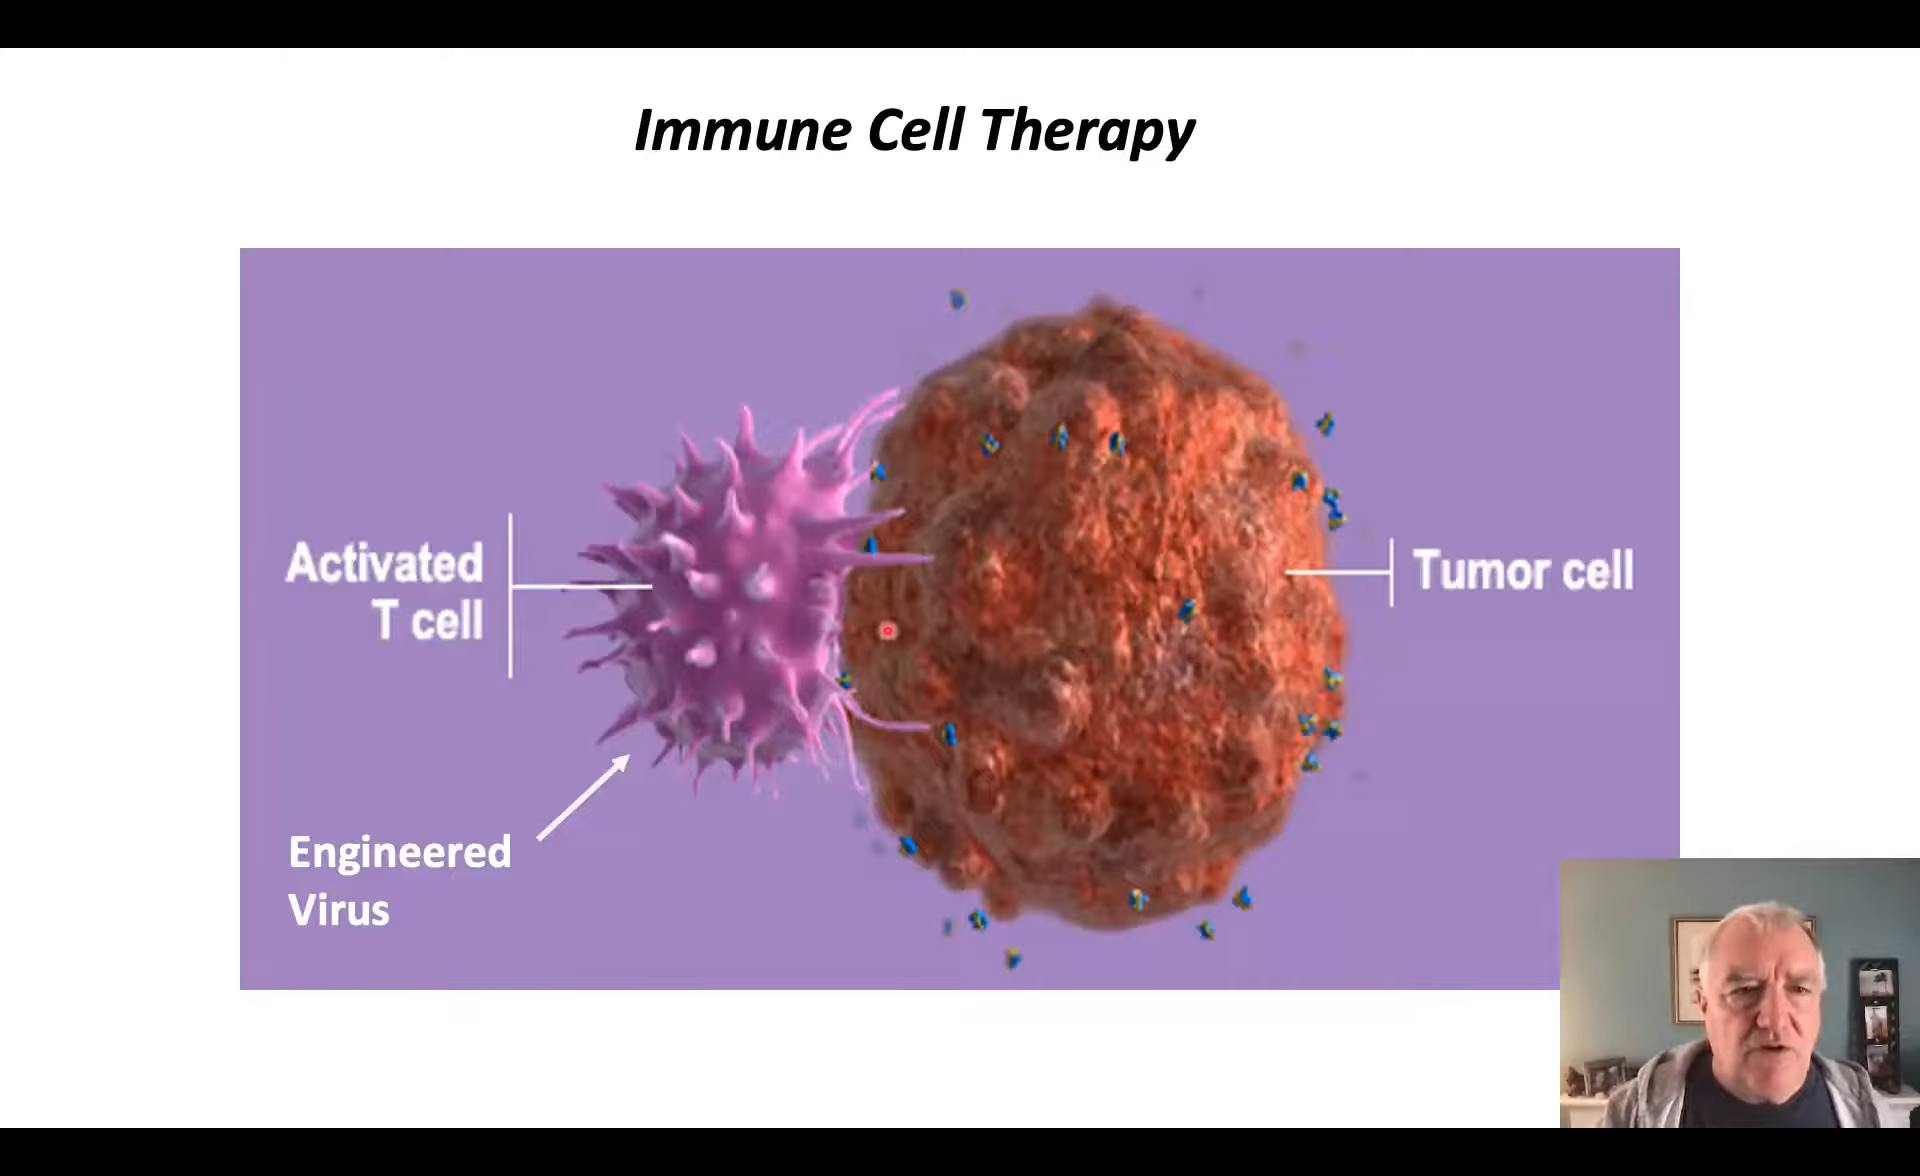 Immune Cell Therapy
Activated
T cell
Tumor cell
Engineered
Virus